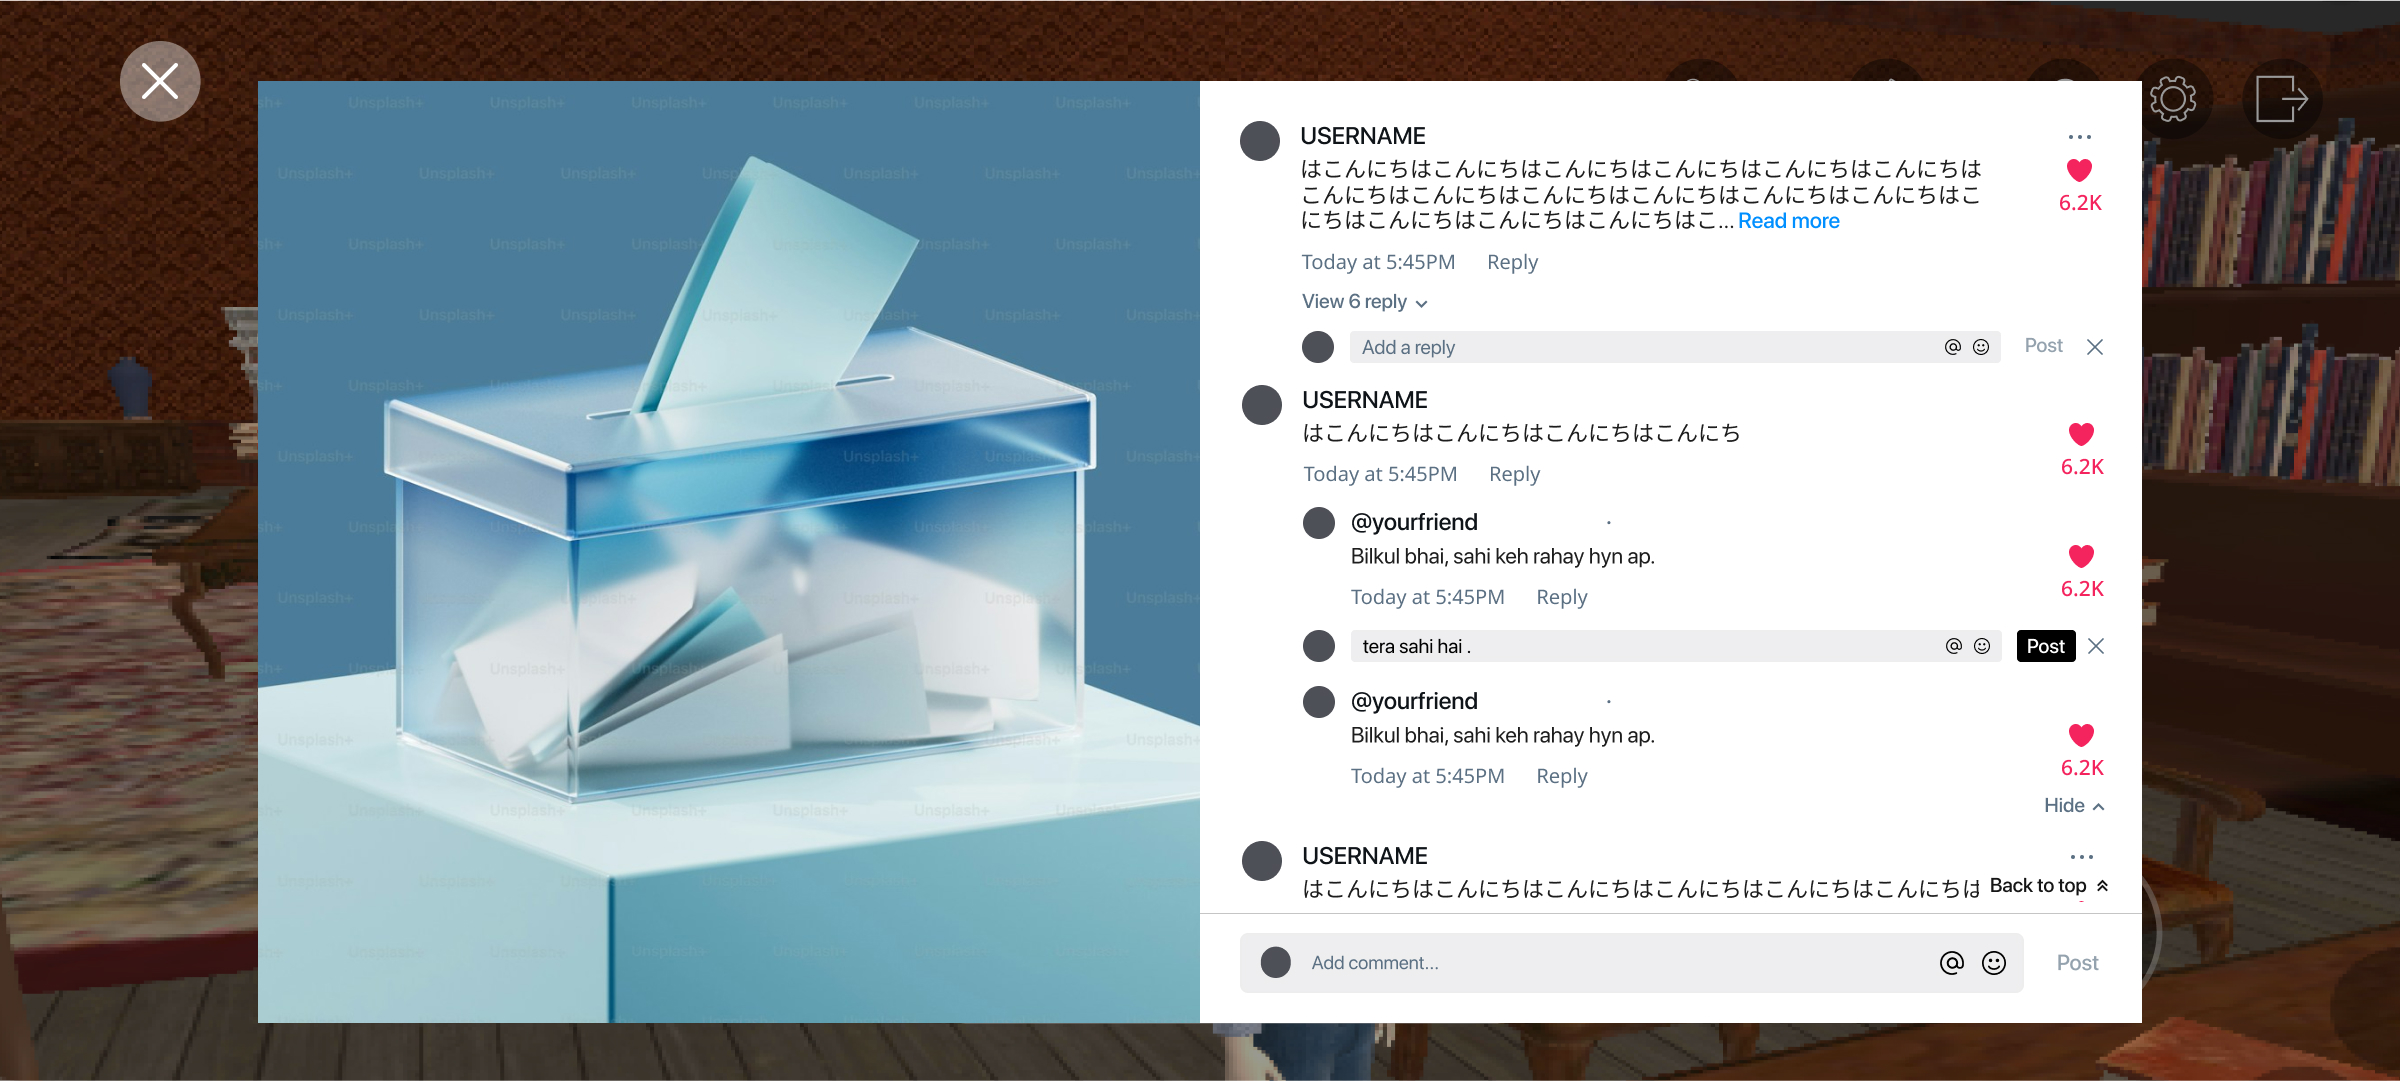 USERNAME
はこんにちはこんにちはこんにちはこんにちはこんにちはこんにちは
こんにちはこんにちはこんにちはこんにちはこんにちはこんにちはこ
にちはこんにちはこんにちはこんにちはこ... Read more
6.2K
Today at 5:45PM Reply
View 6 reply
Add a reply @ Post
USERNAME
はこんにちはこんにちはこんにちはこんにち
6.2K
Today at 5:45PM Reply
@yourfriend ·
Bilkul bhai, sahi keh rahay hyn ap.
6.2K
Today at 5:45PM Reply
tera sahi hai . @ Post
@yourfriend ·
Bilkul bhai, sahi keh rahay hyn ap.
6.2K
Today at 5:45PM Reply
Hide
USERNAME
はこんにちはこんにちはこんにちはこんにちはこんにちはこんにちは
Back to top
Add comment... @ Post
Unsplash+